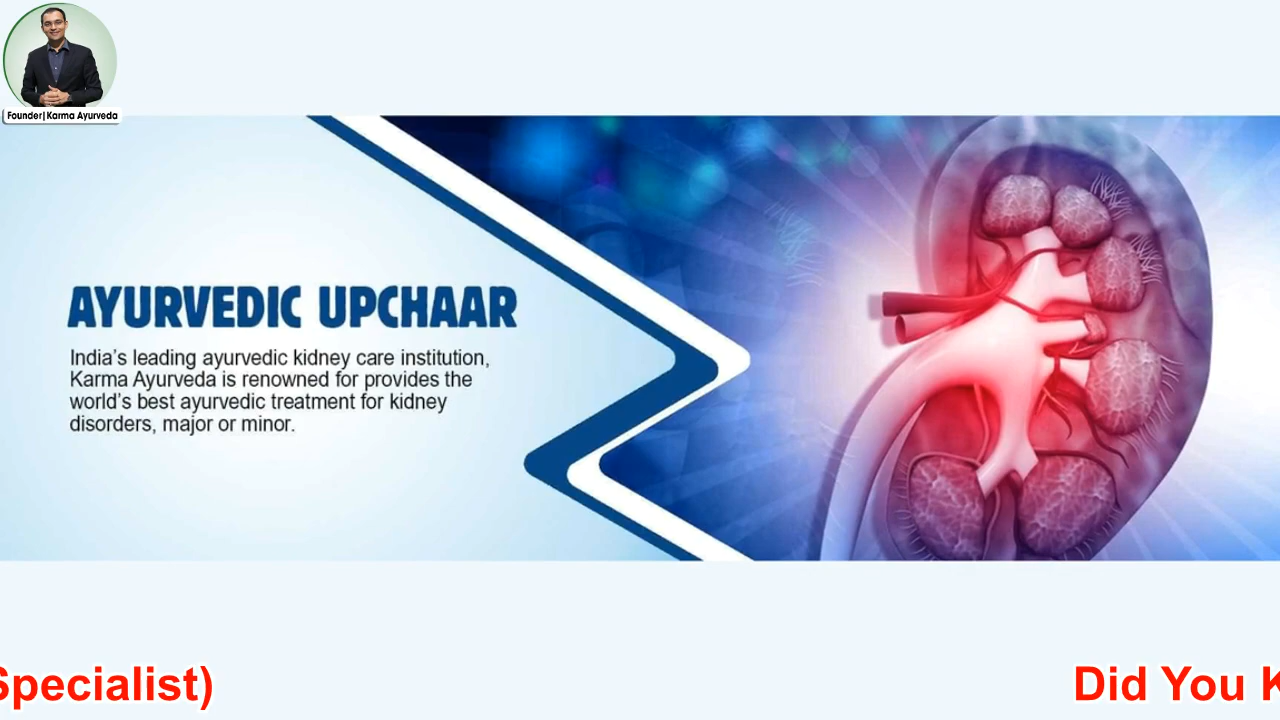 Founder|Karma Ayurveda
AYURVEDIC UPCHAAR
India's leading ayurvedic kidney care institution,
Karma Ayurveda is renowned for provides the
world's best ayurvedic treatment for kidney
disorders, major or minor.
Specialist)
Did You K